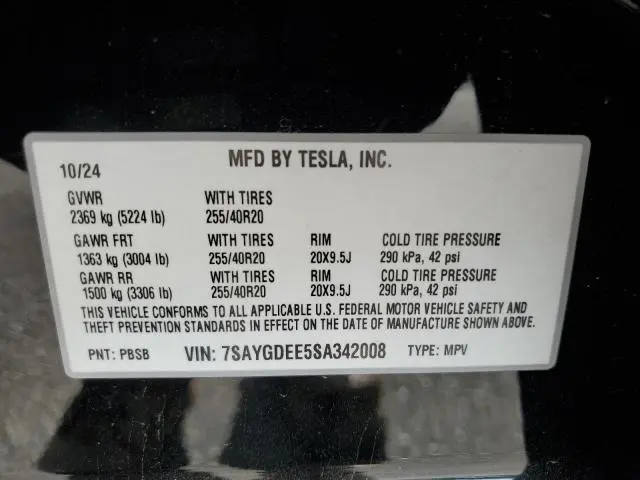 MFD BY TESLA, INC.
10/24
GVWR WITH TIRES
2369 kg (5224 lb) 255/40R20
GAWR FRT WITH TIRES RIM COLD TIRE PRESSURE
1363 kg (3004 lb) 255/40R20 20X9.5J 290 kPa, 42 psi
GAWR RR WITH TIRES RIM COLD TIRE PRESSURE
1500 kg (3306 lb) 255/40R20 20X9.5J 290 kPa, 42 psi
THIS VEHICLE CONFORMS TO ALL APPLICABLE U.S. FEDERAL MOTOR VEHICLE SAFETY AND
THEFT PREVENTION STANDARDS IN EFFECT ON THE DATE OF MANUFACTURE SHOWN ABOVE.
PNT: PBSB VIN: 7SAYGDEE5SA342008 TYPE: MPV